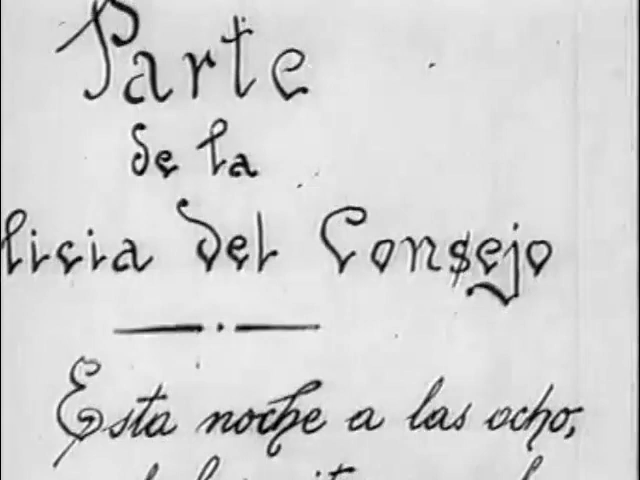 Parte
de la
licia del Consejo
Esta noche a las ocho,